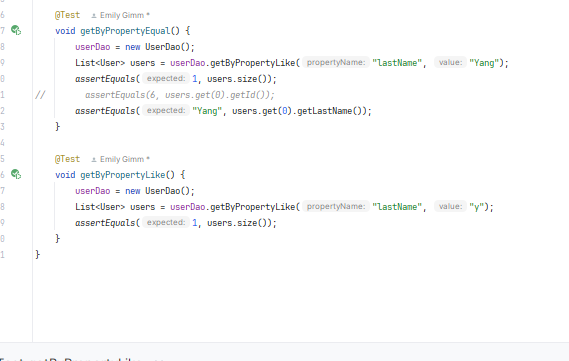 6 @Test Emily Gimm *
7 void getByPropertyEqual() {
8 userDao = new UserDao();
9 List<User> users = userDao.getByPropertyLike( propertyName: "lastName", value: "Yang");
0 assertEquals( expected: 1, users.size());
1 // assertEquals(6, users.get(0).getId());
2 assertEquals( expected: "Yang", users.get(0).getLastName());
3 }
4
5 @Test Emily Gimm *
6 void getByPropertyLike() {
7 userDao = new UserDao();
8 List<User> users = userDao.getByPropertyLike( propertyName: "lastName", value: "y");
9 assertEquals( expected: 1, users.size());
0 }
1 }